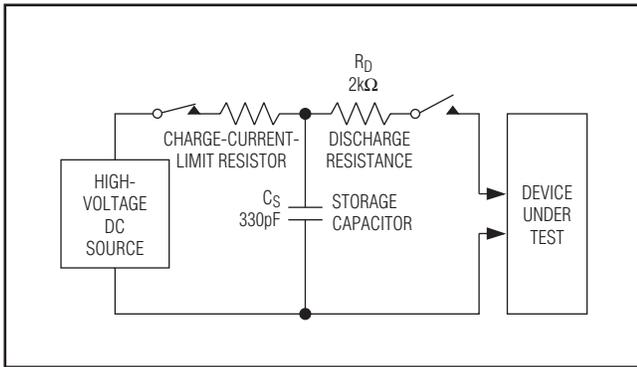 R_D
2kΩ
CHARGE-CURRENT-
LIMIT RESISTOR
DISCHARGE
RESISTANCE
HIGH-
VOLTAGE
DC
SOURCE
C_S
330pF
STORAGE
CAPACITOR
DEVICE
UNDER
TEST